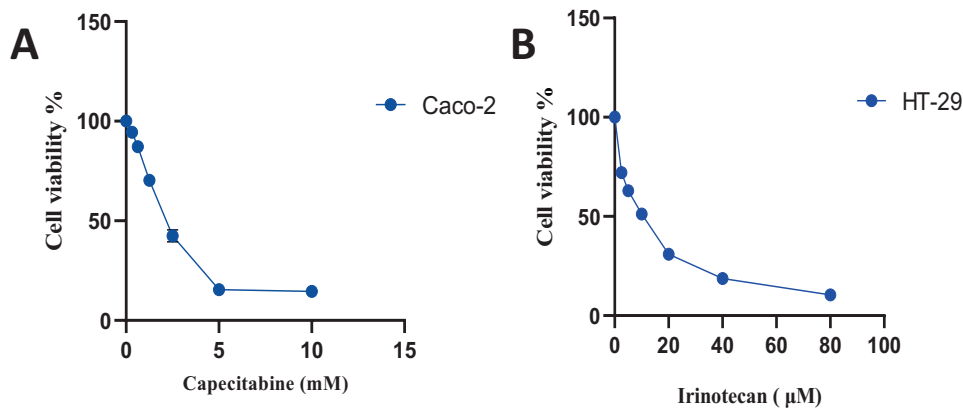 A
150
100
50
0
Cell viability %
0 5 10 15
Capecitabine (mM)
Caco-2
B
150
100
50
0
Cell viability %
0 20 40 60 80 100
Irinotecan ( μM)
HT-29